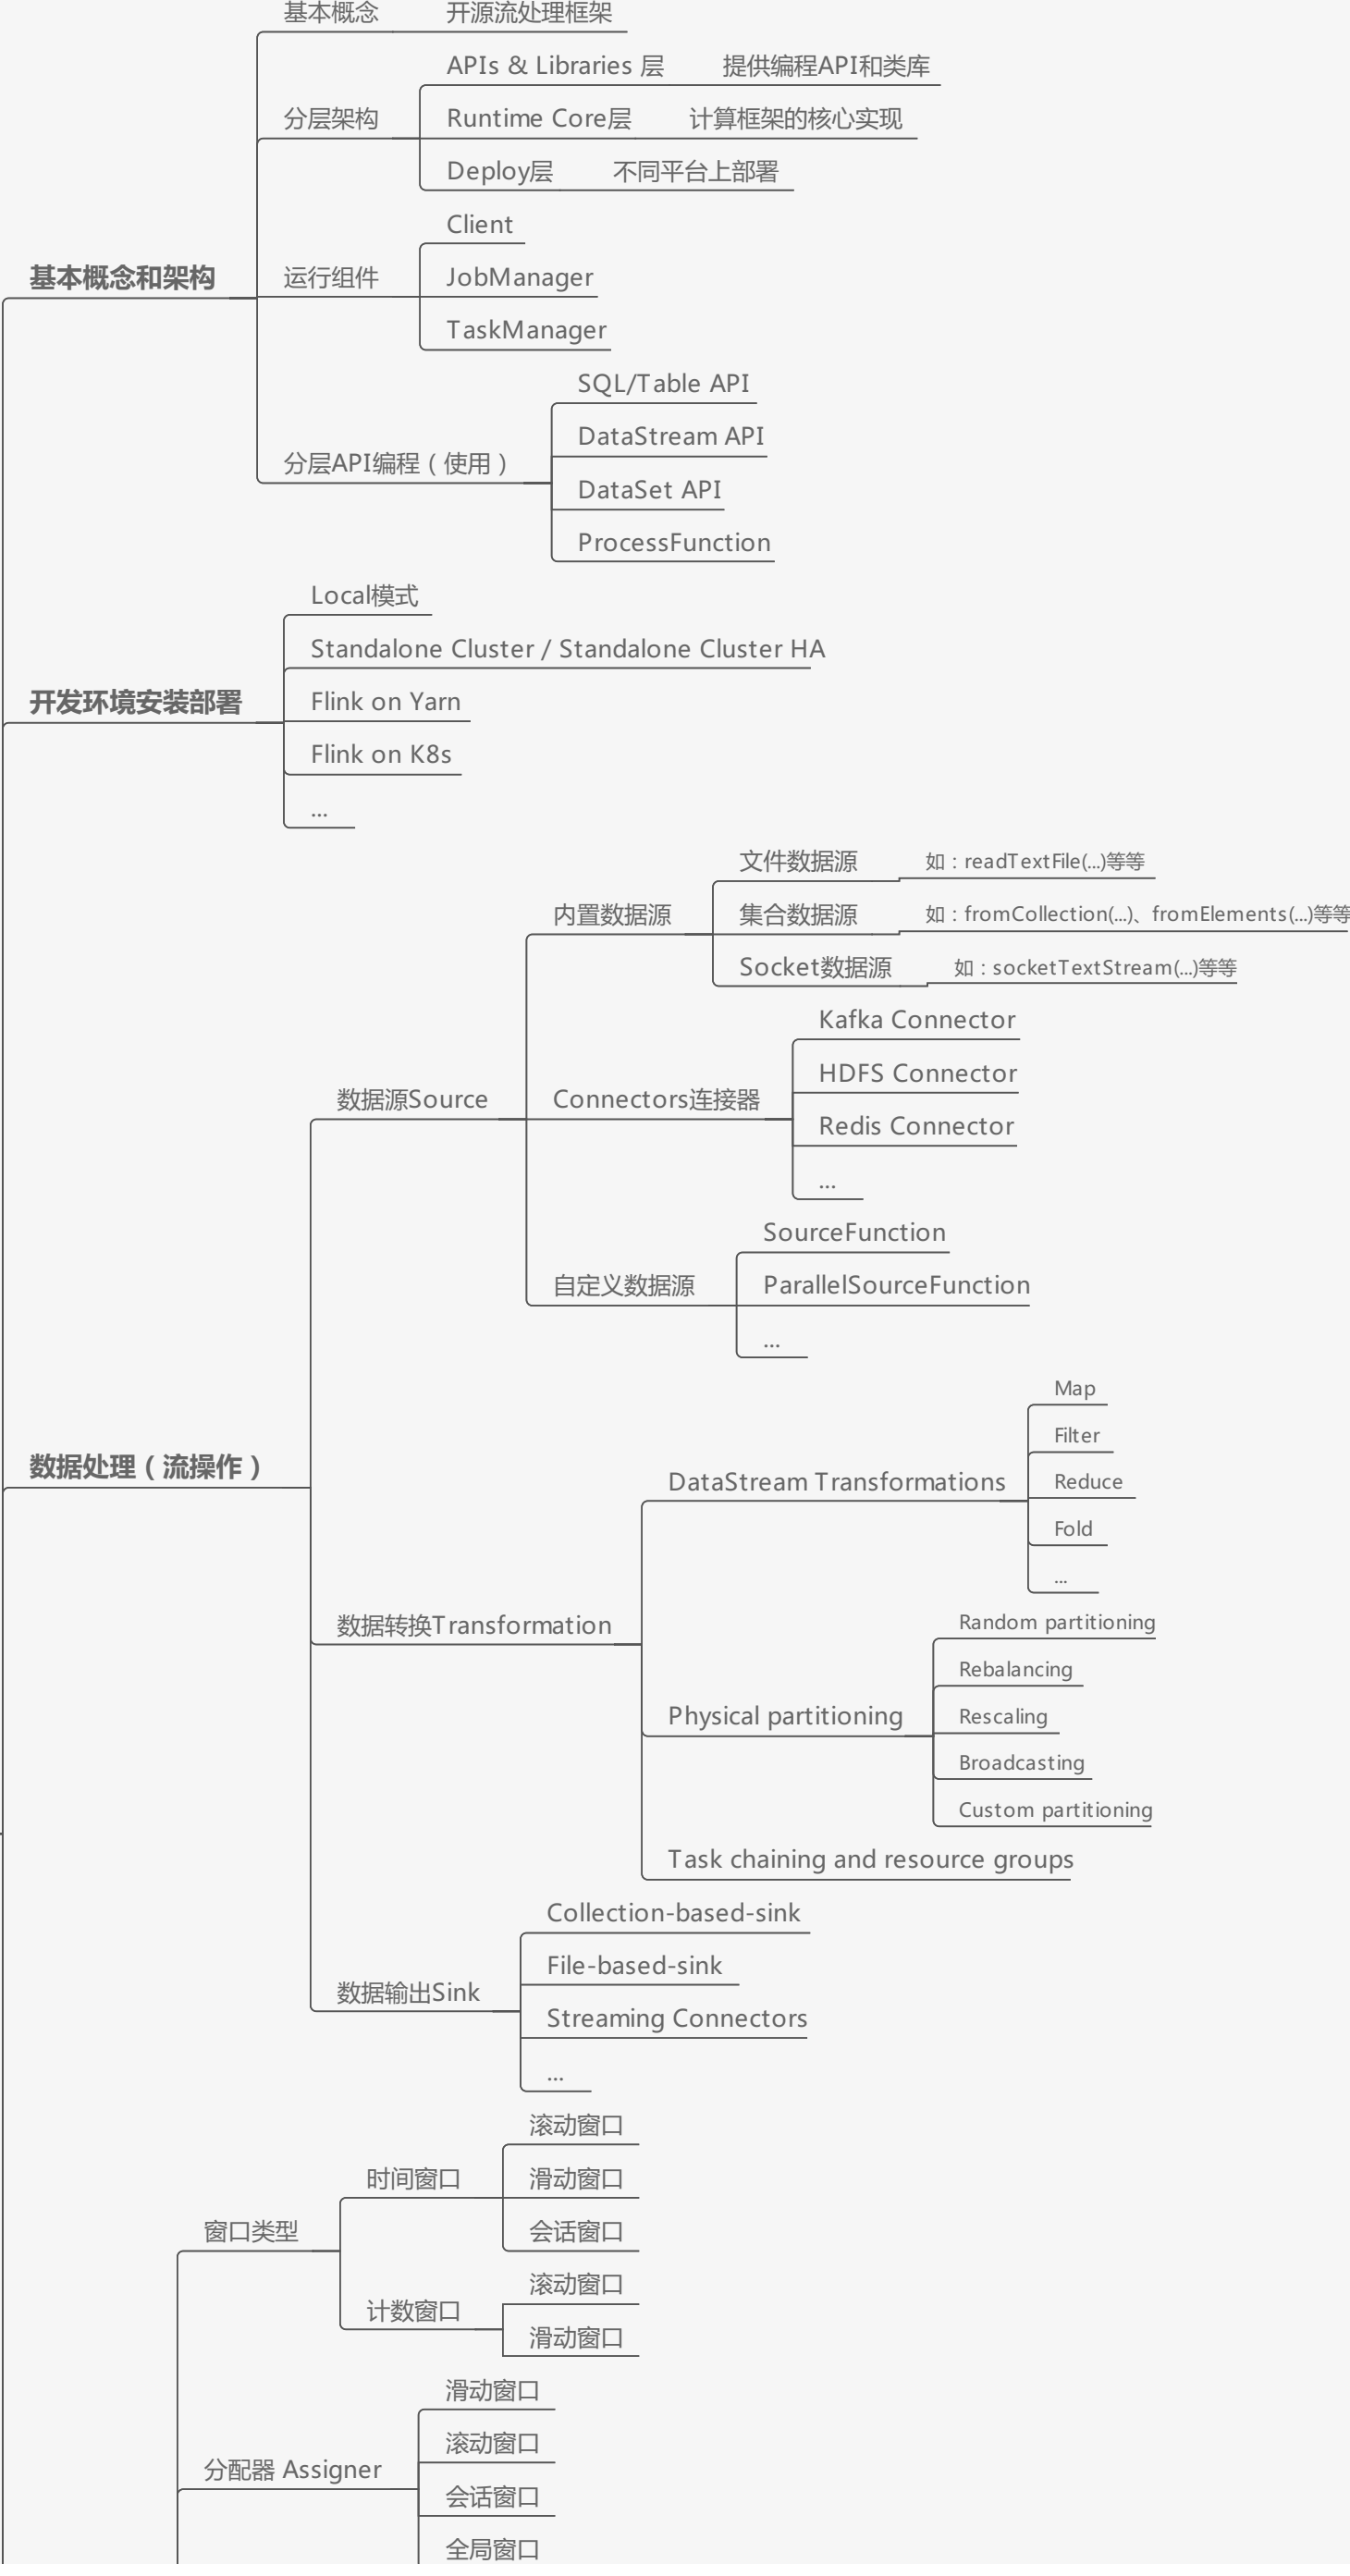 基本概念 开源流处理框架
APIs & Libraries 层 提供编程API和类库
分层架构
Runtime Core层 计算框架的核心实现
Deploy层 不同平台上部署
Client
基本概念和架构
运行组件
JobManager
TaskManager
SQL/Table API
DataStream API
分层API编程（使用）
DataSet API
ProcessFunction
Local模式
Standalone Cluster / Standalone Cluster HA
开发环境安装部署
Flink on Yarn
Flink on K8s
...
文件数据源 如：readTextFile(...)等等
内置数据源
集合数据源 如：fromCollection(...)、fromElements(...)等等
Socket数据源 如：socketTextStream(...)等等
Kafka Connector
HDFS Connector
数据源Source
Connectors连接器
Redis Connector
...
SourceFunction
自定义数据源
ParallelSourceFunction
...
Map
Filter
数据处理（流操作）
DataStream Transformations
Reduce
Fold
...
数据转换Transformation
Random partitioning
Rebalancing
Physical partitioning
Rescaling
Broadcasting
Custom partitioning
Task chaining and resource groups
Collection-based-sink
File-based-sink
数据输出Sink
Streaming Connectors
...
滚动窗口
时间窗口
滑动窗口
窗口类型
会话窗口
滚动窗口
计数窗口
滑动窗口
滑动窗口
滚动窗口
分配器 Assigner
会话窗口
全局窗口